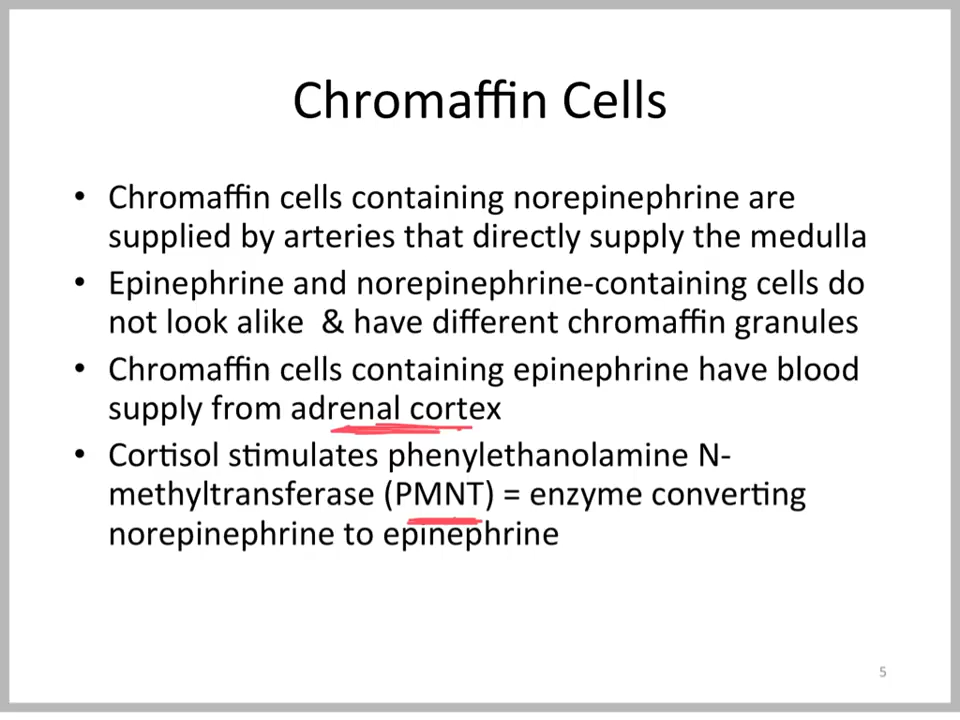 Chromaffin Cells
• Chromaffin cells containing norepinephrine are
supplied by arteries that directly supply the medulla
• Epinephrine and norepinephrine-containing cells do
not look alike & have different chromaffin granules
• Chromaffin cells containing epinephrine have blood
supply from adrenal cortex
• Cortisol stimulates phenylethanolamine N-
methyltransferase (PMNT) = enzyme converting
norepinephrine to epinephrine
5